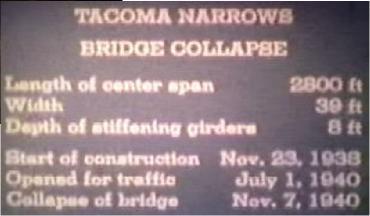 TACOMA NARROWS
BRIDGE COLLAPSE
Length of center span 2800 ft
Width 39 ft
Depth of stiffening girders 8 ft
Start of construction Nov. 23, 1938
Opened for traffic July 1, 1940
Collapse of bridge Nov. 7, 1940